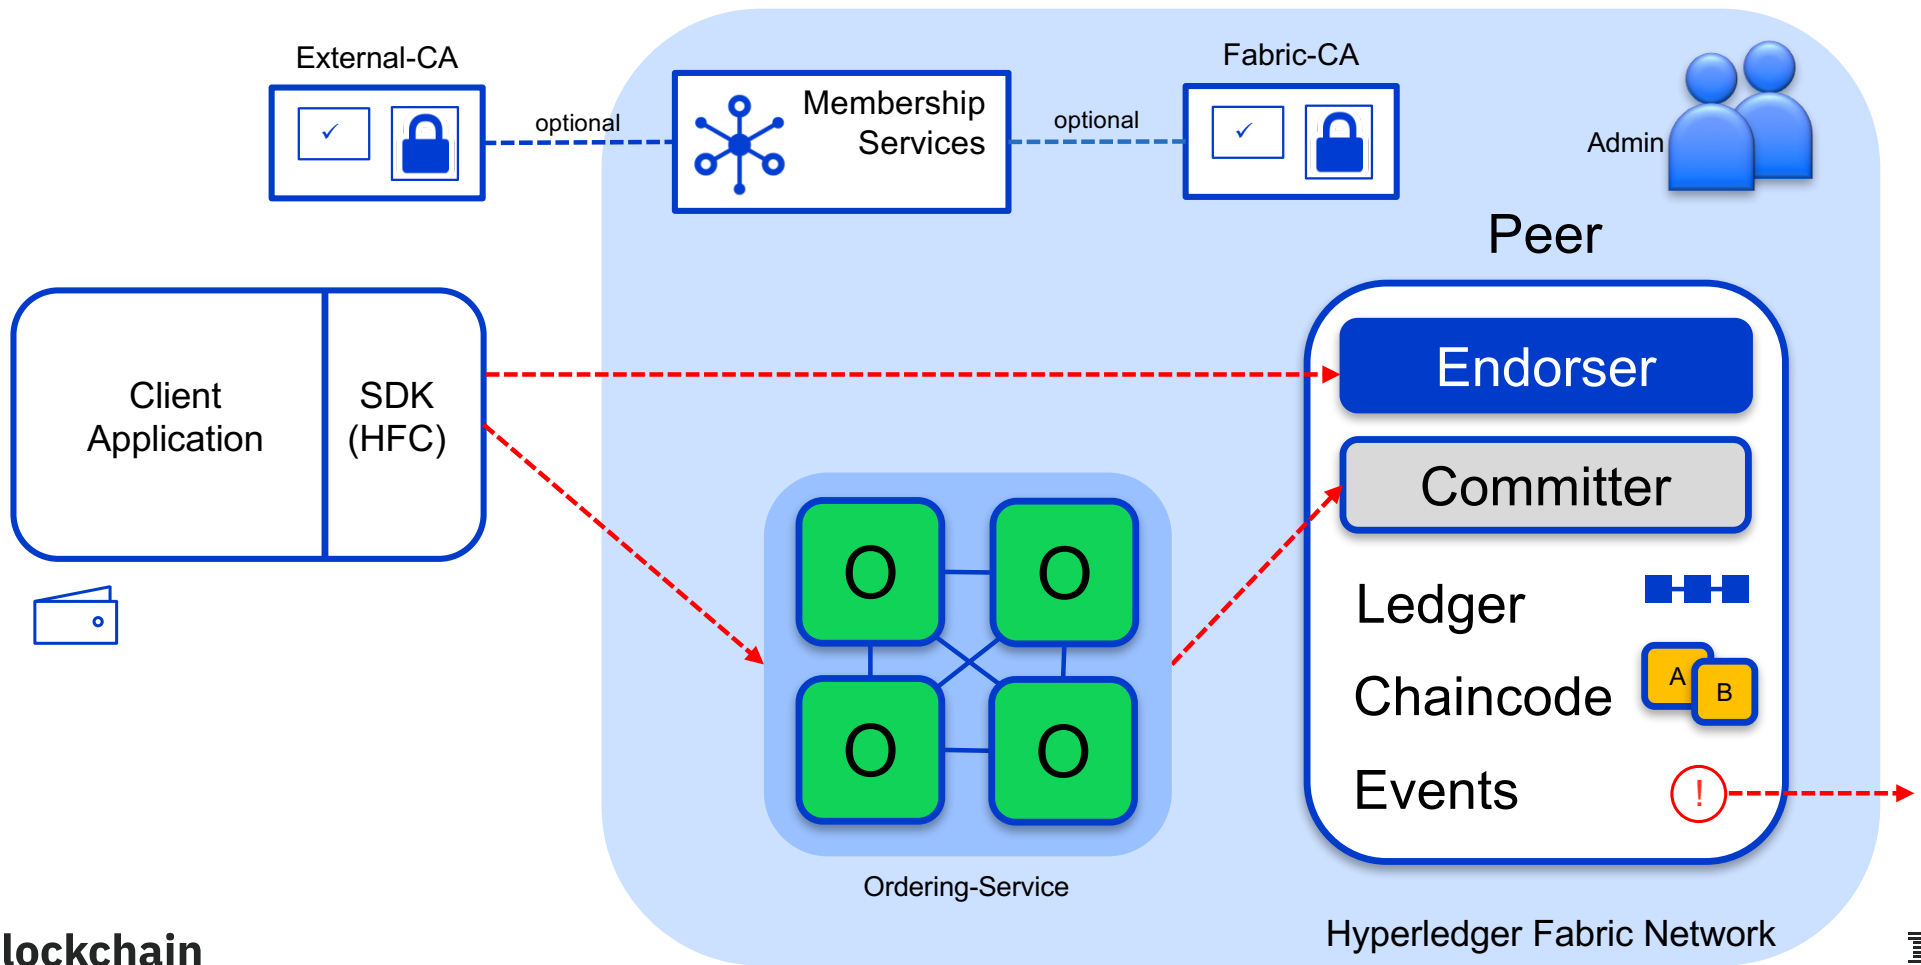 External-CA
Fabric-CA
optional
Membership
Services
optional
Admin
Peer
Client
Application
SDK
(HFC)
Endorser
Committer
O
O
O
O
Ledger
Chaincode
A
B
Events
!
Ordering-Service
Hyperledger Fabric Network
lockchain